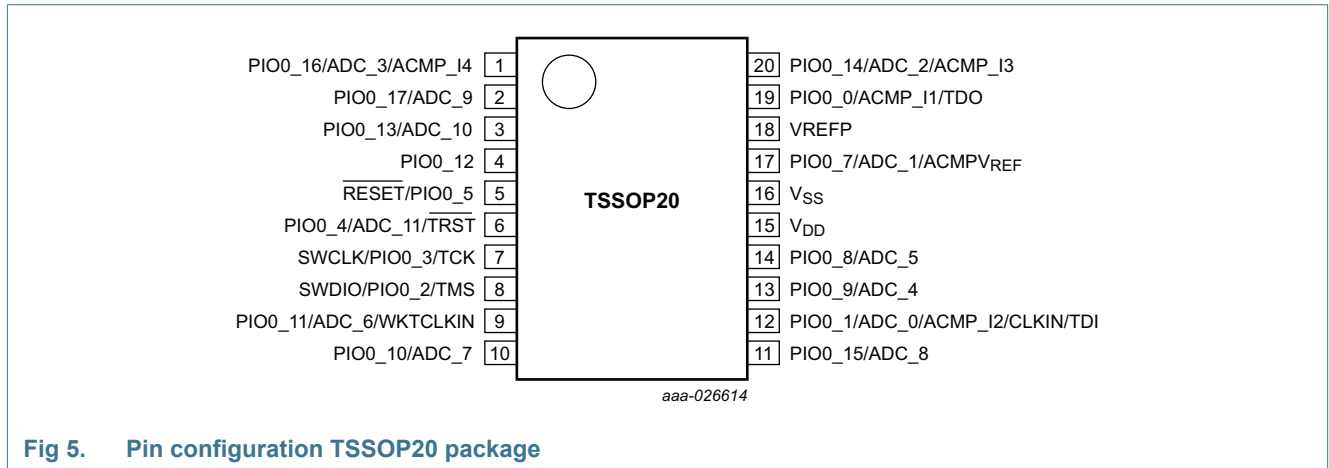 PIO0_16/ADC_3/ACMP_I4 1
PIO0_17/ADC_9 2
PIO0_13/ADC_10 3
PIO0_12 4
RESET/PIO0_5 5
PIO0_4/ADC_11/TRST 6
SWCLK/PIO0_3/TCK 7
SWDIO/PIO0_2/TMS 8
PIO0_11/ADC_6/WKTCLKIN 9
PIO0_10/ADC_7 10
TSSOP20
20 PIO0_14/ADC_2/ACMP_I3
19 PIO0_0/ACMP_I1/TDO
18 VREFP
17 PIO0_7/ADC_1/ACMPVREF
16 VSS
15 VDD
14 PIO0_8/ADC_5
13 PIO0_9/ADC_4
12 PIO0_1/ADC_0/ACMP_I2/CLKIN/TDI
11 PIO0_15/ADC_8
aaa-026614
Fig 5. Pin configuration TSSOP20 package